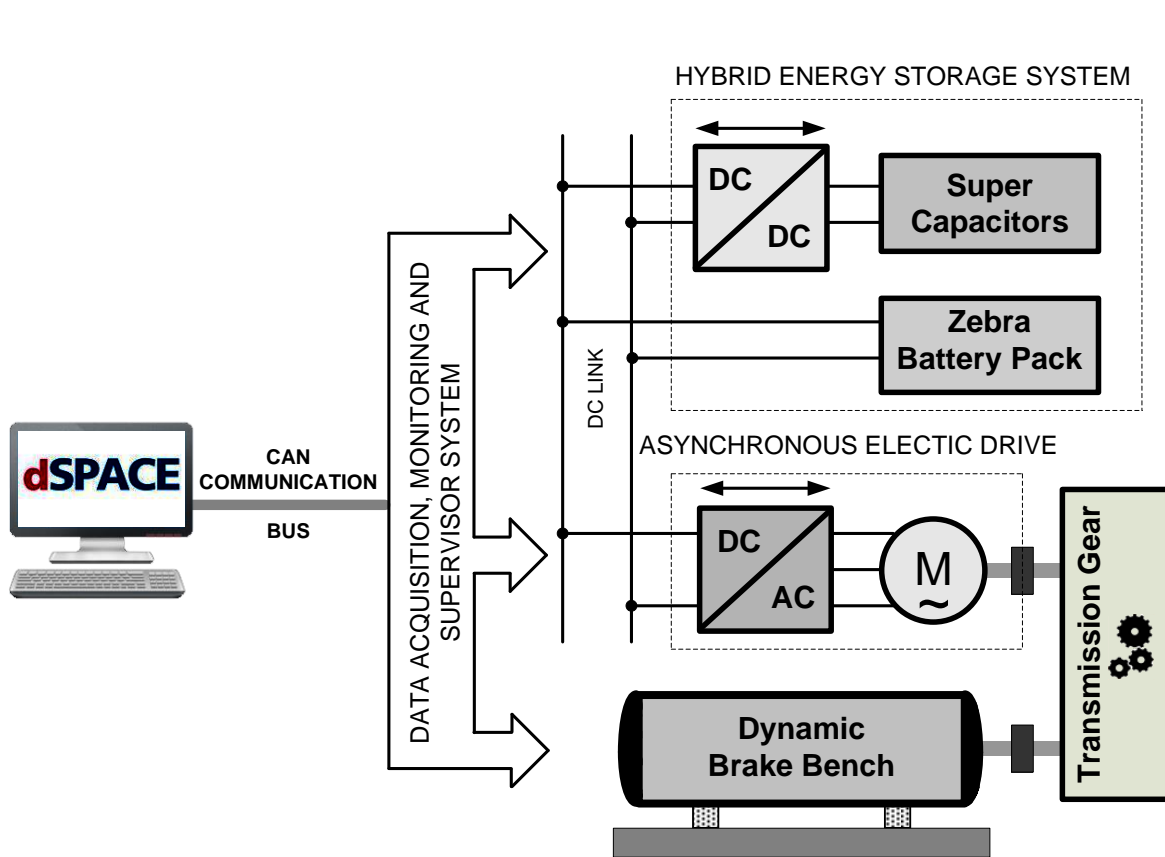 HYBRID ENERGY STORAGE SYSTEM
DC
DC
Super
Capacitors
Zebra
Battery Pack
DC LINK
DATA ACQUISITION, MONITORING AND
SUPERVISOR SYSTEM
dSPACE
CAN
COMMUNICATION
BUS
ASYNCHRONOUS ELECTIC DRIVE
DC
AC
M
~
Transmission Gear
Dynamic
Brake Bench